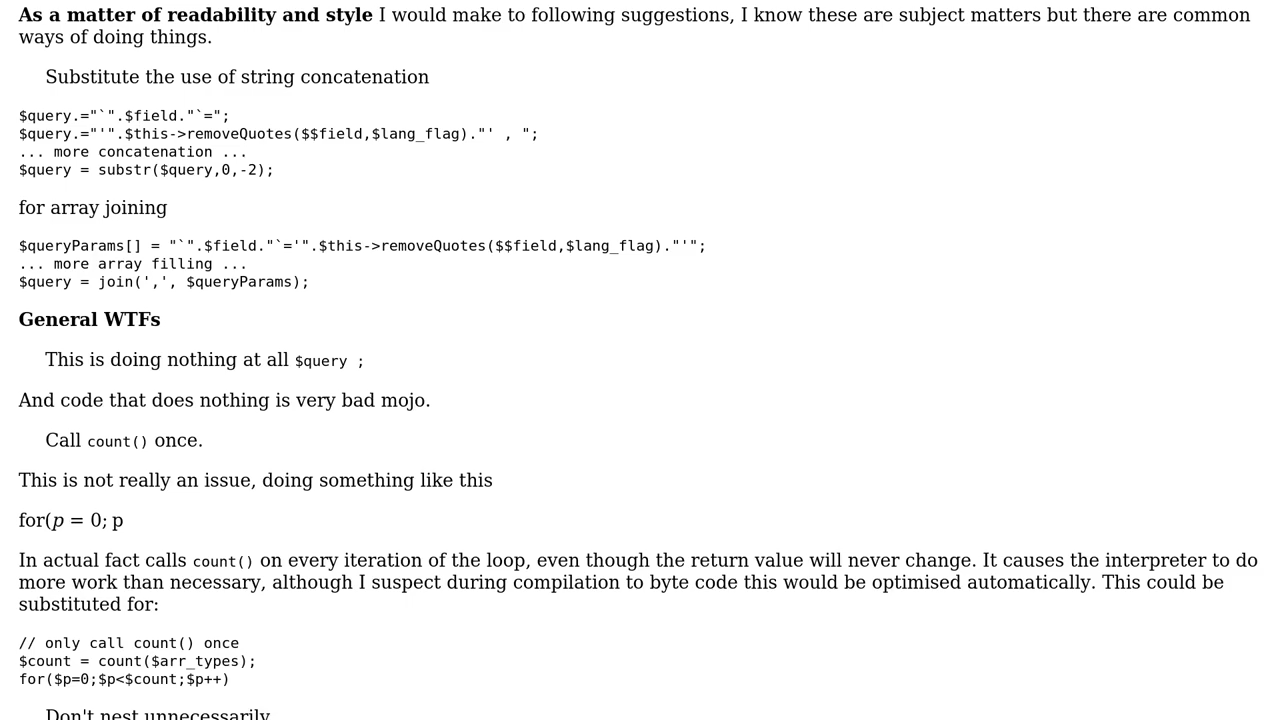 As a matter of readability and style I would make to following suggestions, I know these are subject matters but there are common
ways of doing things.
Substitute the use of string concatenation
$query.="`".$field."`=";
$query.="'".$this->removeQuotes($$field,$lang_flag)."' , ";
... more concatenation ...
$query = substr($query,0,-2);
for array joining
$queryParams[] = "`".$field."`='".$this->removeQuotes($$field,$lang_flag)."'";
... more array filling ...
$query = join(',', $queryParams);
General WTFs
This is doing nothing at all $query ;
And code that does nothing is very bad mojo.
Call count() once.
This is not really an issue, doing something like this
for(p = 0; p
In actual fact calls count() on every iteration of the loop, even though the return value will never change. It causes the interpreter to do
more work than necessary, although I suspect during compilation to byte code this would be optimised automatically. This could be
substituted for:
// only call count() once
$count = count($arr_types);
for($p=0;$p<$count;$p++)
Don't nest unnecessarily